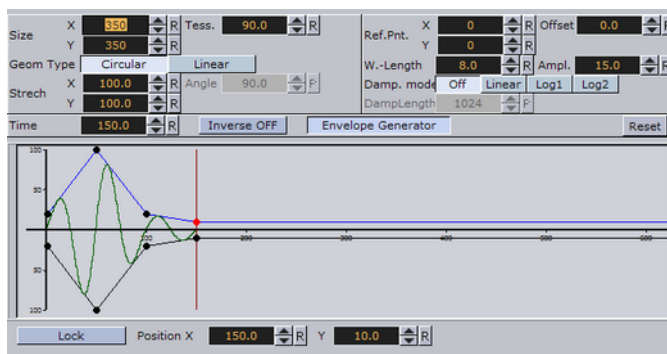 Size X 350 R Tess. 90.0 R
Y 350 R
Geom Type Circular Linear
Strech X 100.0 R Angle 90.0 R
Y 100.0 R
Ref.Pnt. X 0 R Offset 0.0 R
Y 0 R
W.-Length 8.0 R Ampl. 15.0 R
Damp. mode Off Linear Log1 Log2
DampLength 1024 R
Time 150.0 R Inverse OFF Envelope Generator Reset
100
50
100 200 300 400 500 600
50
100
Lock Position X 150.0 R Y 10.0 R